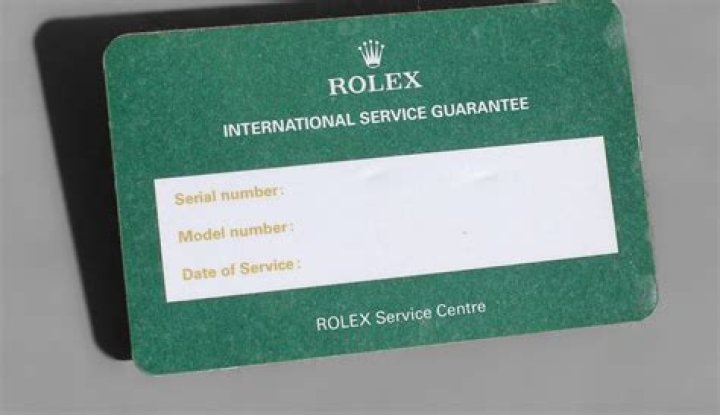 ROLEX
INTERNATIONAL SERVICE GUARANTEE
Serial number:
Model number:
Date of Service:
ROLEX Service Centre